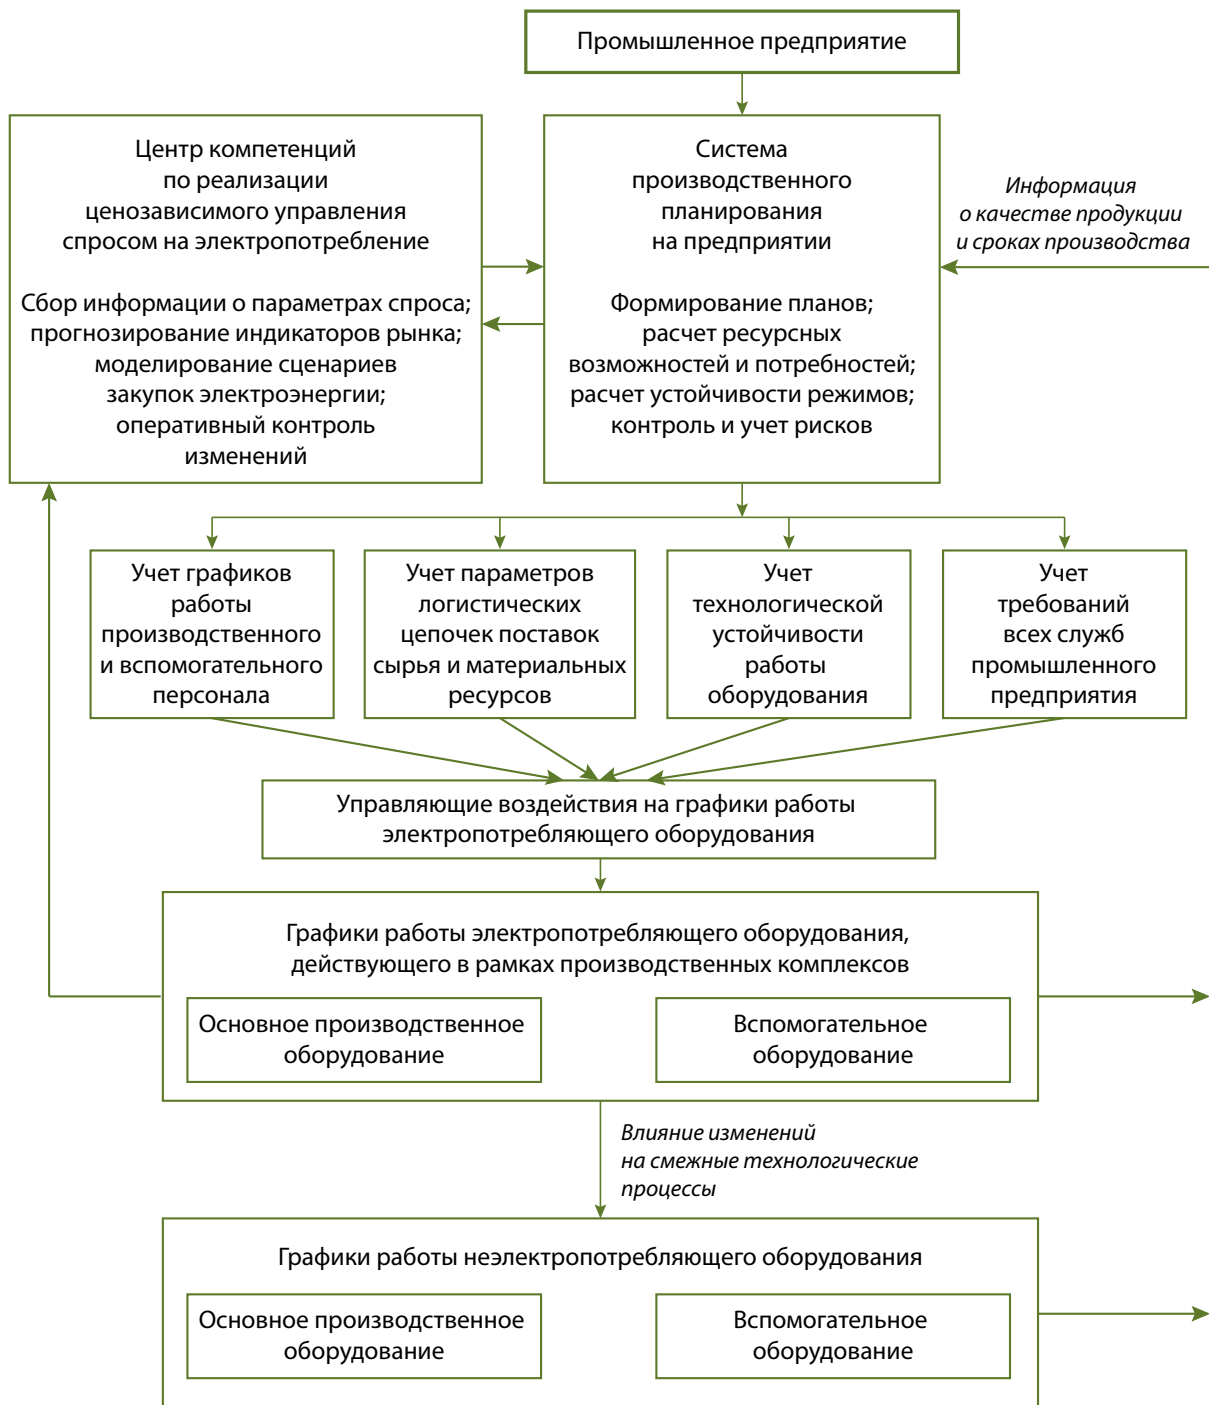 Промышленное предприятие
Центр компетенций
по реализации
ценозависимого управления
спросом на электропотребление
Сбор информации о параметрах спроса;
прогнозирование индикаторов рынка;
моделирование сценариев
закупок электроэнергии;
оперативный контроль
изменений
Система
производственного
планирования
на предприятии
Формирование планов;
расчет ресурсных
возможностей и потребностей;
расчет устойчивости режимов;
контроль и учет рисков
Информация
о качестве продукции
и сроках производства
Учет графиков
работы
производственного
и вспомогательного
персонала
Учет параметров
логистических
цепочек поставок
сырья и материальных
ресурсов
Учет
технологической
устойчивости
работы
оборудования
Учет
требований
всех служб
промышленного
предприятия
Управляющие воздействия на графики работы
электропотребляющего оборудования
Графики работы электропотребляющего оборудования,
действующего в рамках производственных комплексов
Основное производственное
оборудование
Вспомогательное
оборудование
Влияние изменений
на смежные технологические
процессы
Графики работы неэлектропотребляющего оборудования
Основное производственное
оборудование
Вспомогательное
оборудование